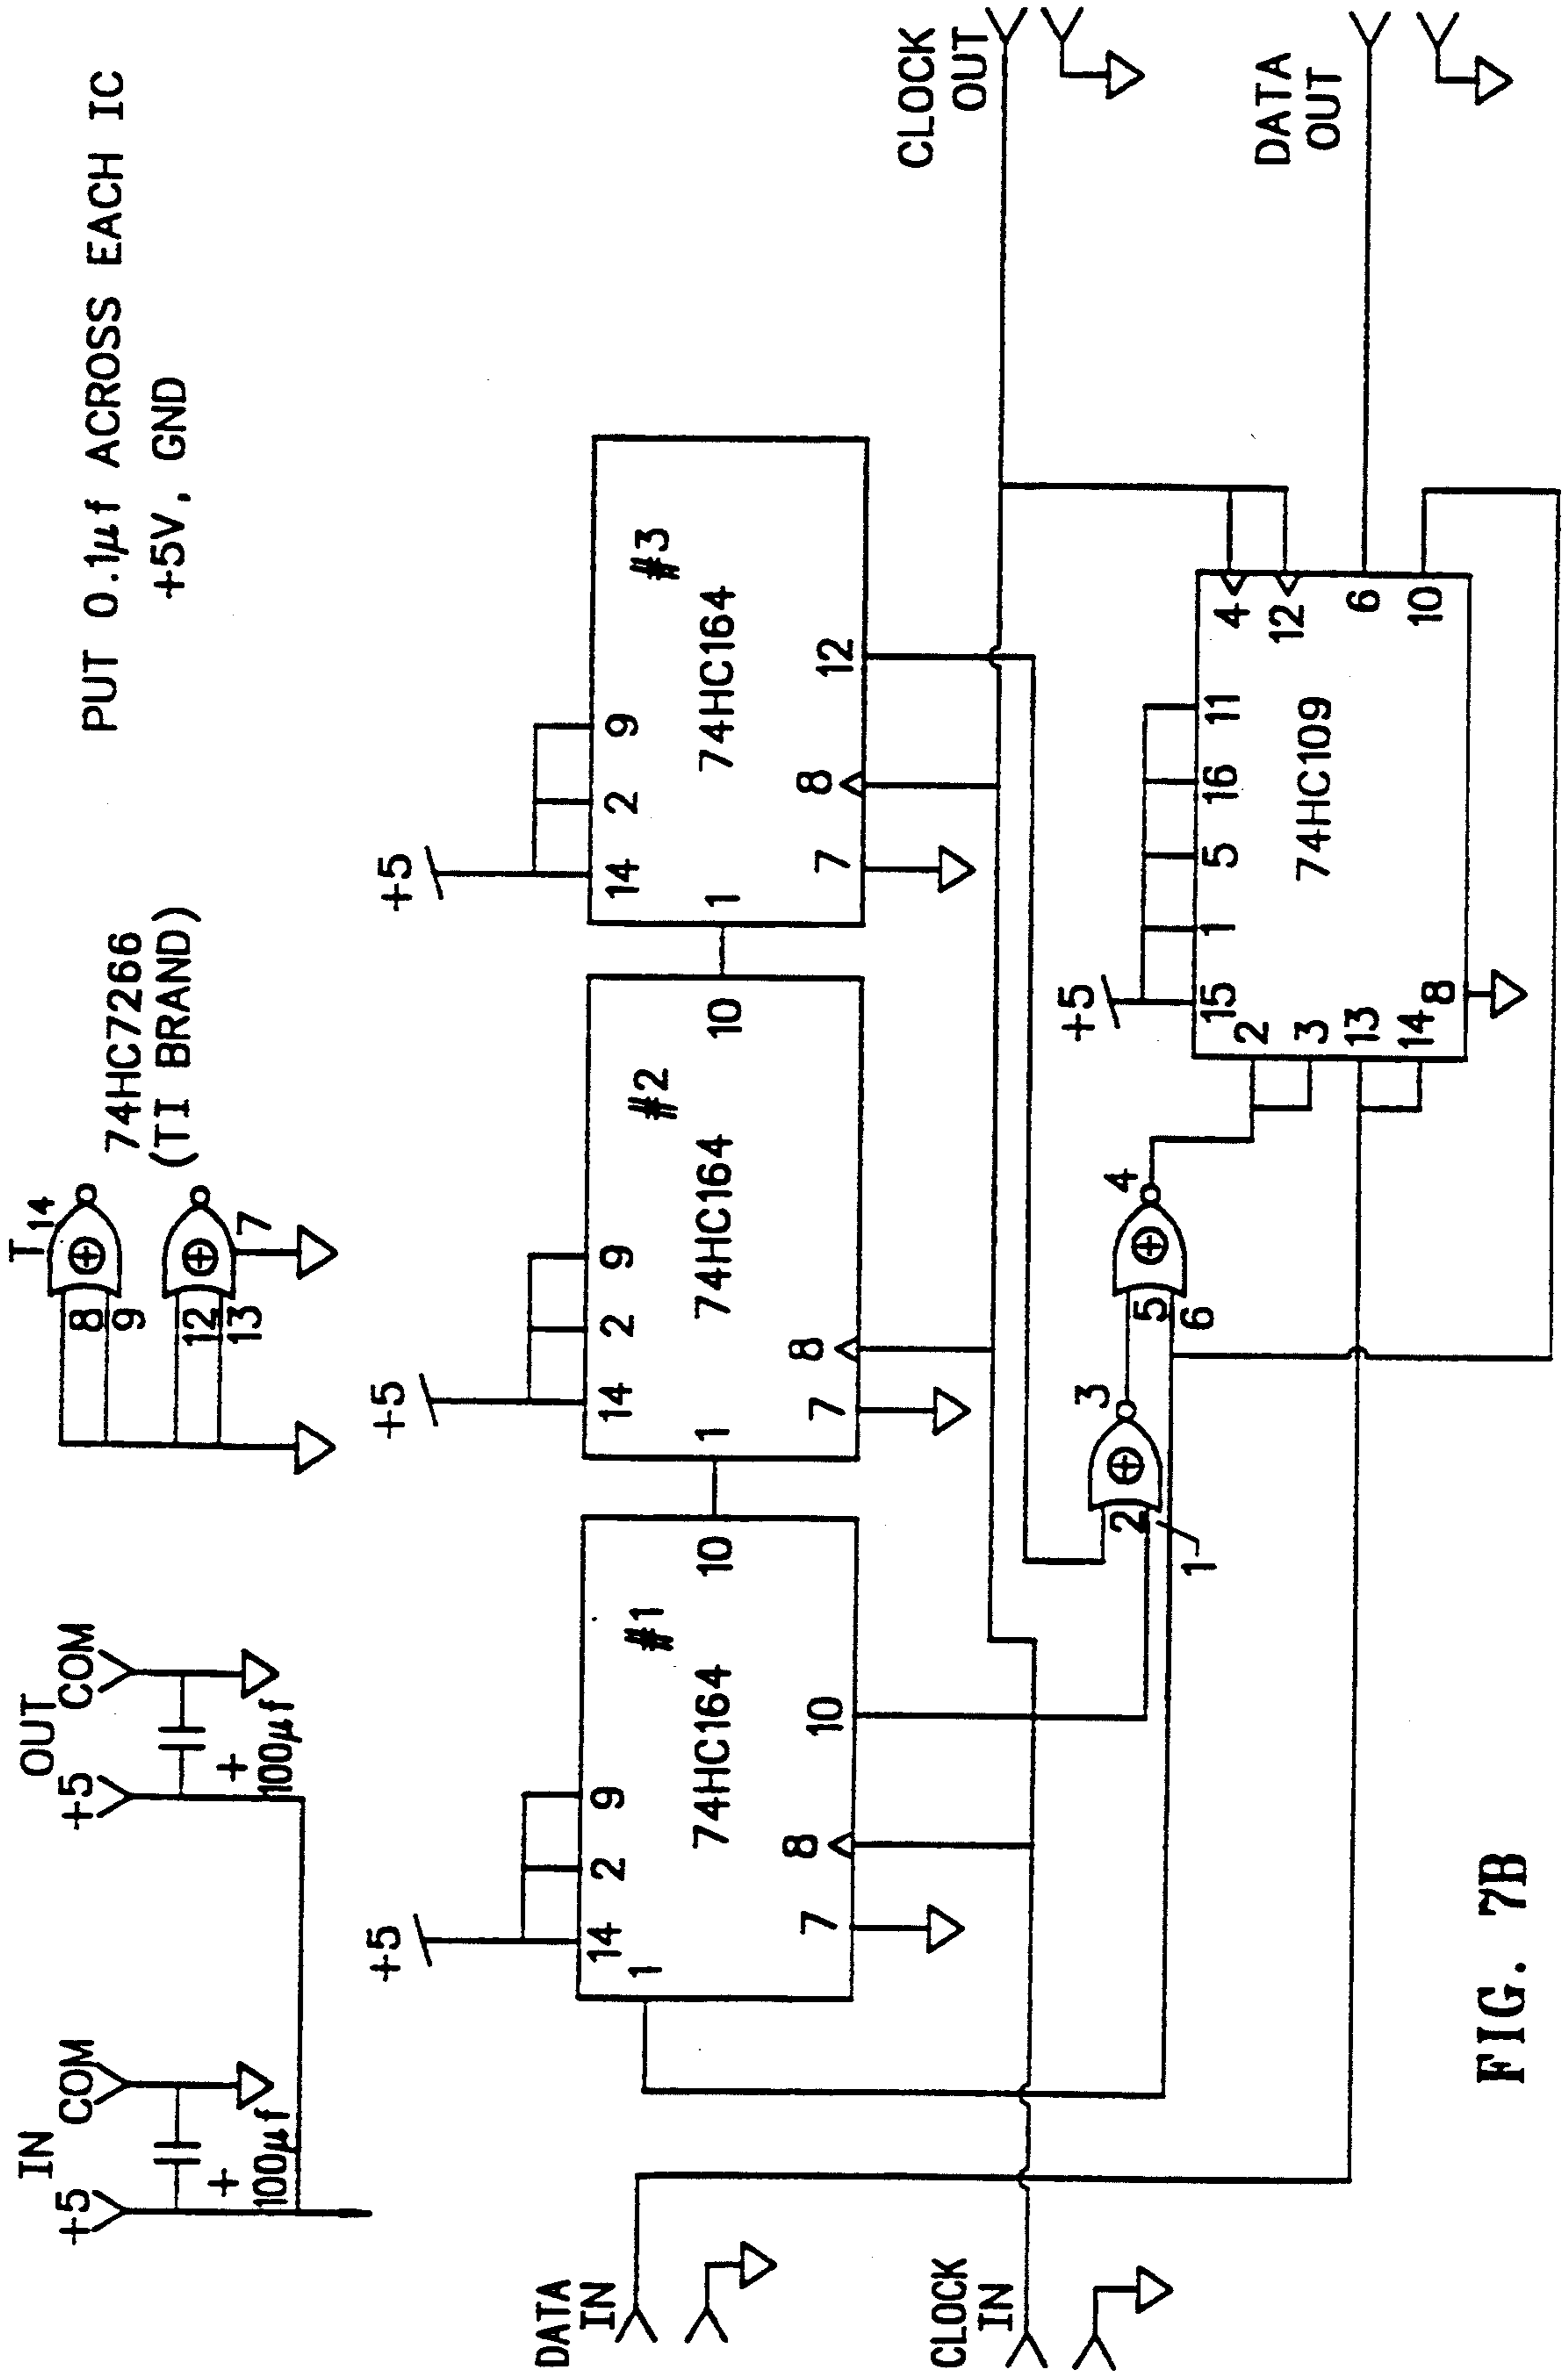 IN
+5 COM
+
100µf
OUT
+5 COM
+
100µf
T 14
8
9
12
13
7
74HC7266
(TI BRAND)
PUT 0.1µf ACROSS EACH IC
+5V, GND
+5
14 2 9
1
#1
74HC164
10
7 8 10
+5
14 2 9
1
#2
74HC164
10
7 8
+5
14 2 9
1
#3
74HC164
7 8 12
DATA
IN
CLOCK
IN
2
1
3
5
6
4
+5
15 1 5 16 11
2
3
13
14
8
74HC109
4
12
6
10
CLOCK
OUT
DATA
OUT
FIG. 7B